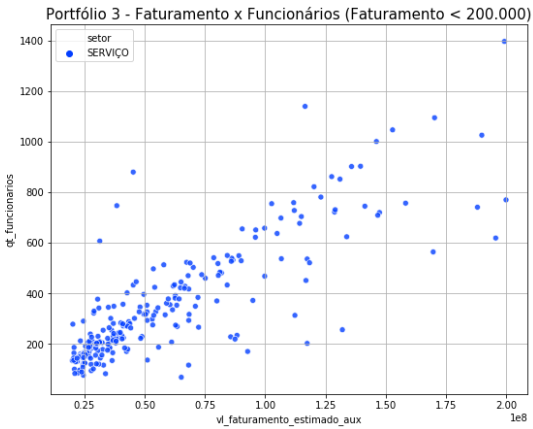 Portfólio 3 - Faturamento x Funcionários (Faturamento < 200.000)
setor
SERVIÇO
1400
1200
1000
800
600
400
200
qt_funcionarios
0.25 0.50 0.75 1.00 1.25 1.50 1.75 2.00
1e8
vl_faturamento_estimado_aux